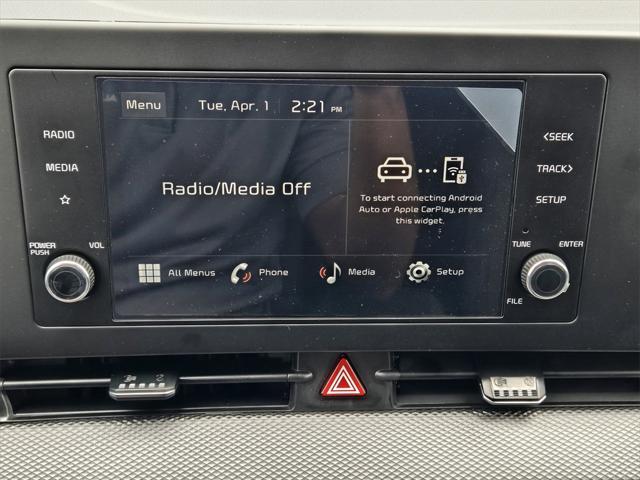 Menu
Tue, Apr. 1 2:21 PM
RADIO
MEDIA
Radio/Media Off
To start connecting Android
Auto or Apple CarPlay, press
this widget.
<SEEK
TRACK>
SETUP
POWER
PUSH
VOL
TUNE
ENTER
FILE
All Menus
Phone
Media
Setup